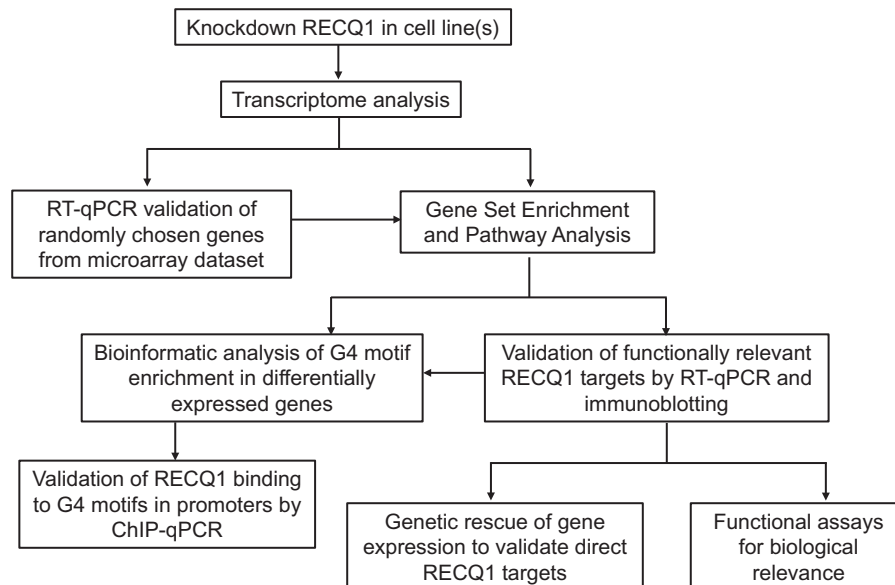 Knockdown RECQ1 in cell line(s)
Transcriptome analysis
RT-qPCR validation of
randomly chosen genes
from microarray dataset
Gene Set Enrichment
and Pathway Analysis
Bioinformatic analysis of G4 motif
enrichment in differentially
expressed genes
Validation of functionally relevant
RECQ1 targets by RT-qPCR and
immunoblotting
Validation of RECQ1 binding
to G4 motifs in promoters by
ChIP-qPCR
Genetic rescue of gene
expression to validate direct
RECQ1 targets
Functional assays
for biological
relevance